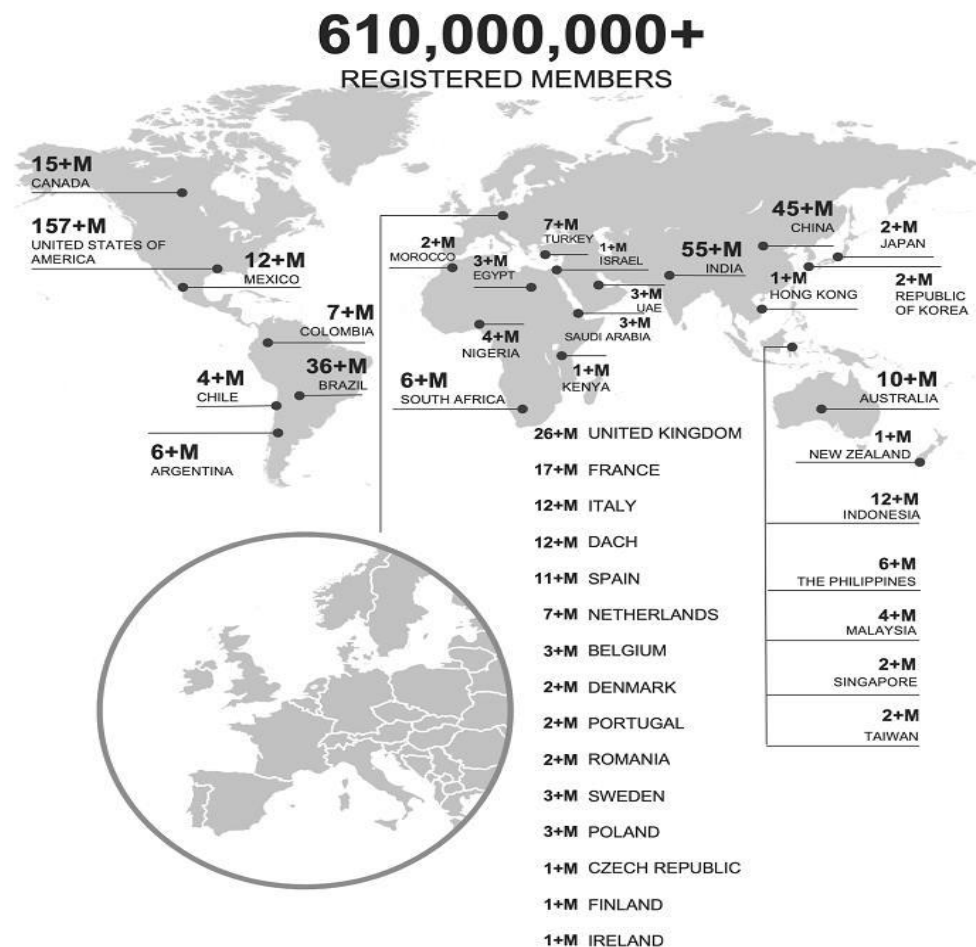 610,000,000+
REGISTERED MEMBERS
15+M
CANADA
157+M
UNITED STATES OF
AMERICA
12+M
MEXICO
7+M
COLOMBIA
36+M
BRAZIL
4+M
CHILE
6+M
ARGENTINA
2+M
MOROCCO
3+M
EGYPT
7+M
TURKEY
1+M
ISRAEL
3+M
UAE
3+M
SAUDI ARABIA
4+M
NIGERIA
1+M
KENYA
6+M
SOUTH AFRICA
55+M
INDIA
45+M
CHINA
2+M
JAPAN
1+M
HONG KONG
2+M
REPUBLIC
OF KOREA
10+M
AUSTRALIA
1+M
NEW ZEALAND
12+M
INDONESIA
6+M
THE PHILIPPINES
4+M
MALAYSIA
2+M
SINGAPORE
2+M
TAIWAN
26+M UNITED KINGDOM
17+M FRANCE
12+M ITALY
12+M DACH
11+M SPAIN
7+M NETHERLANDS
3+M BELGIUM
2+M DENMARK
2+M PORTUGAL
2+M ROMANIA
3+M SWEDEN
3+M POLAND
1+M CZECH REPUBLIC
1+M FINLAND
1+M IRELAND